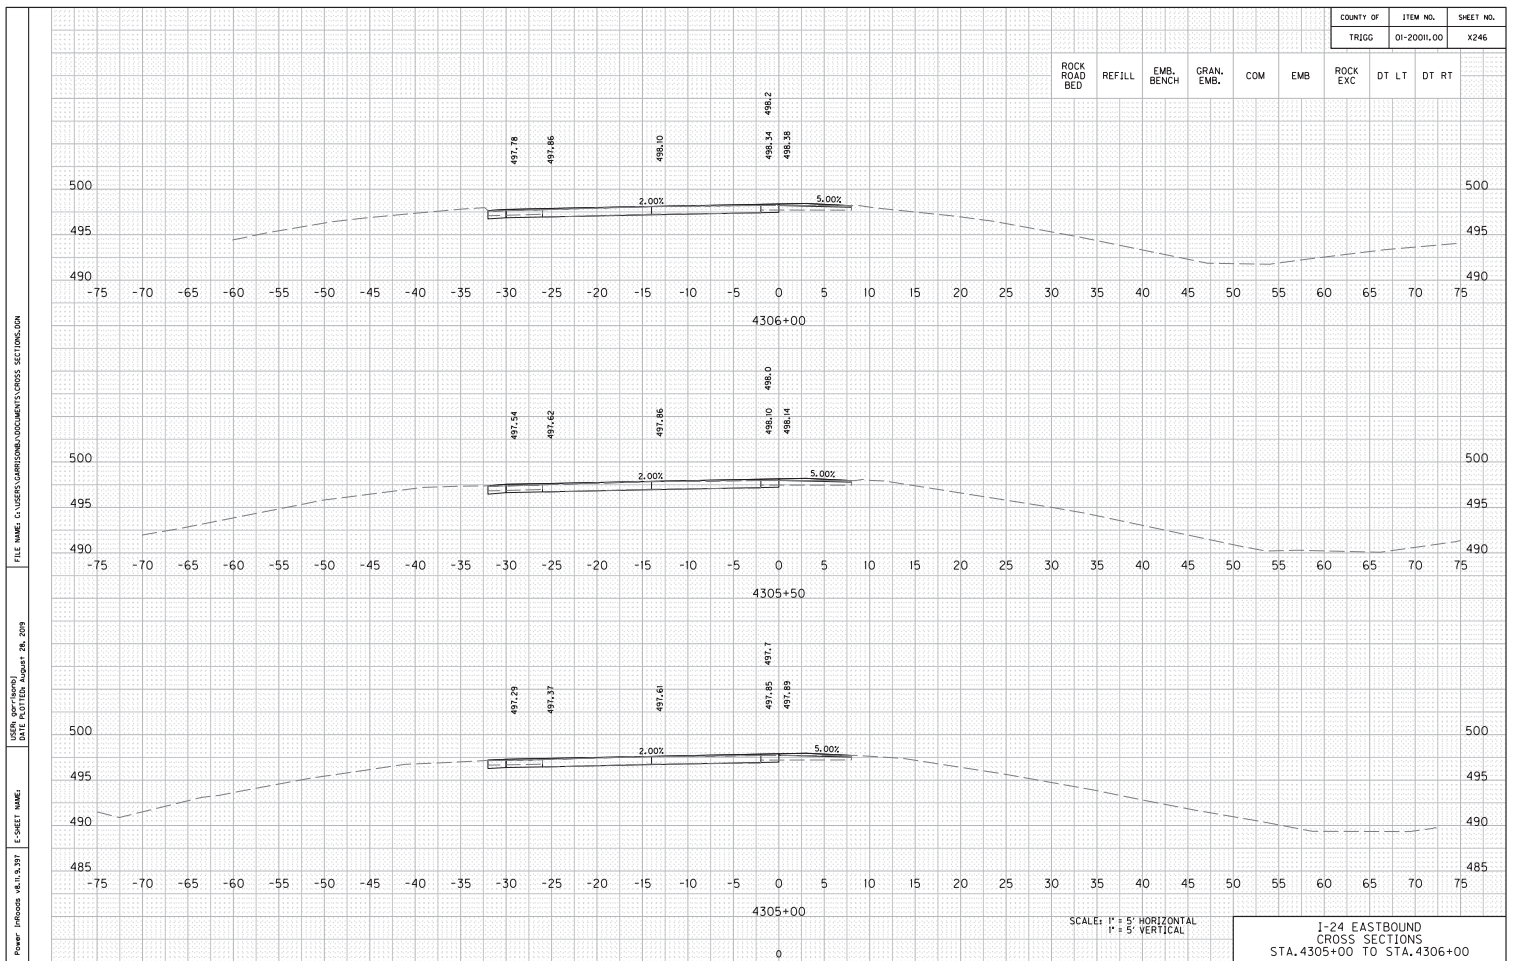 COUNTY OF ITEM NO. SHEET NO.
TRIGG 01-20011.00 X246
ROCK ROAD BED REFILL EMB. BENCH GRAN. EMB. COM EMB ROCK EXC DT LT DT RT
498.2
497.78 497.86 498.10 498.34 498.38
500 500
2.00% 5.00%
495 495
490 490
-75 -70 -65 -60 -55 -50 -45 -40 -35 -30 -25 -20 -15 -10 -5 0 5 10 15 20 25 30 35 40 45 50 55 60 65 70 75
4306+00
498.0
497.54 497.62 497.86 498.10 498.14
500 500
2.00% 5.00%
495 495
490 490
-75 -70 -65 -60 -55 -50 -45 -40 -35 -30 -25 -20 -15 -10 -5 0 5 10 15 20 25 30 35 40 45 50 55 60 65 70 75
4305+50
497.7
497.29 497.37 497.61 497.85 497.89
500 500
2.00% 5.00%
495 495
490 490
485 485
-75 -70 -65 -60 -55 -50 -45 -40 -35 -30 -25 -20 -15 -10 -5 0 5 10 15 20 25 30 35 40 45 50 55 60 65 70 75
4305+00
0
SCALE: 1" = 5' HORIZONTAL
1" = 5' VERTICAL
I-24 EASTBOUND
CROSS SECTIONS
STA.4305+00 TO STA.4306+00
FILE NAME: C:\USERS\GARRISONBJ\DOCUMENTS\CROSS SECTIONS.DGN
USER: garrisonbj
DATE PLOTTED: August 28, 2019
E-SHEET NAME:
Power InRoads v8.11.9.397